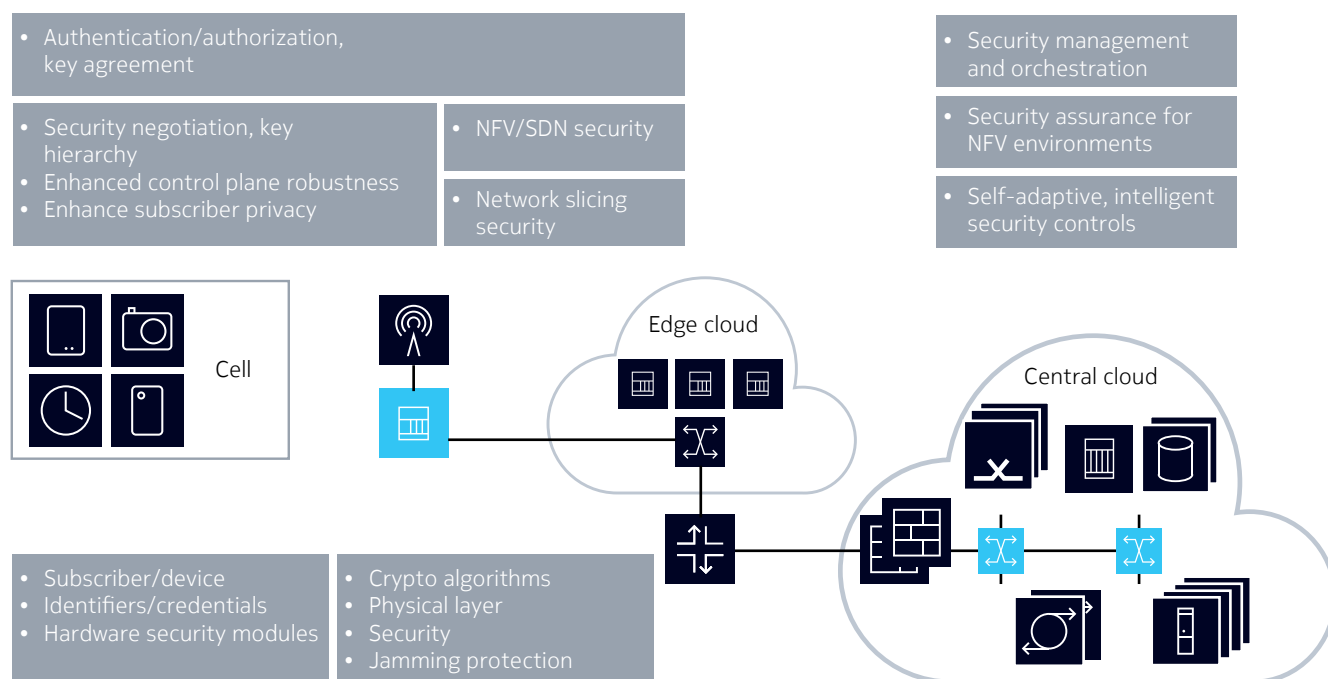 • Authentication/authorization,
key agreement
• Security negotiation, key
hierarchy
• Enhanced control plane robustness
• Enhance subscriber privacy
• NFV/SDN security
• Network slicing
security
• Security management
and orchestration
• Security assurance for
NFV environments
• Self-adaptive, intelligent
security controls
Cell
Edge cloud
Central cloud
• Subscriber/device
• Identifiers/credentials
• Hardware security modules
• Crypto algorithms
• Physical layer
• Security
• Jamming protection